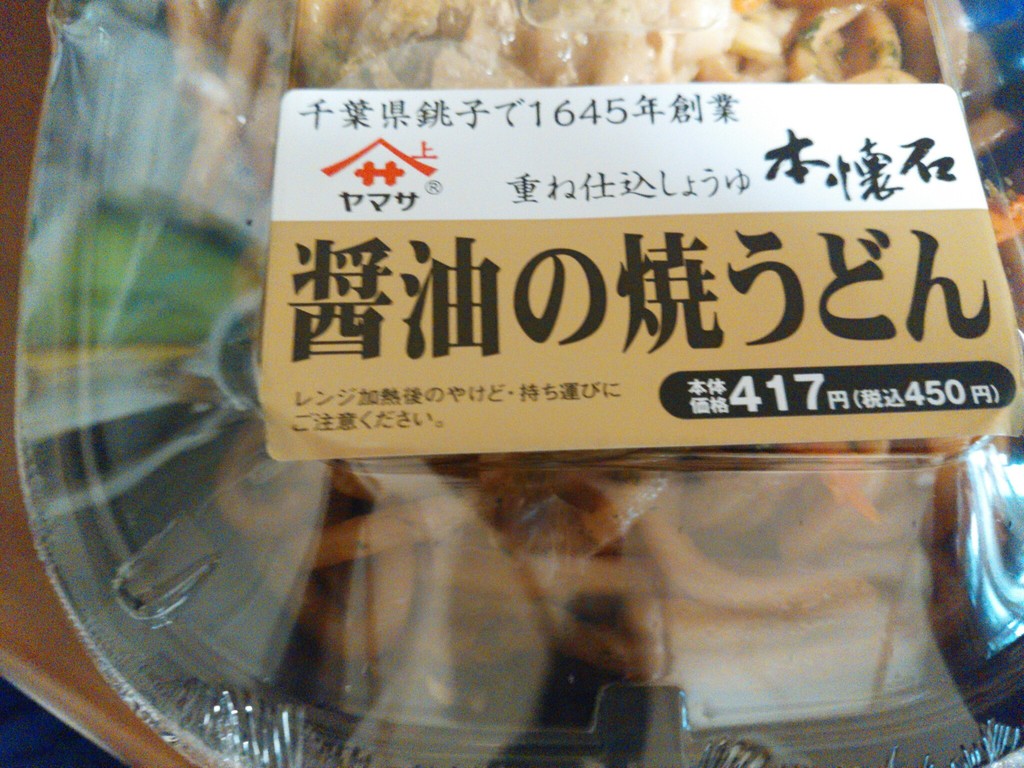 千葉県銚子で1645年創業
上
サ
®
ヤマサ
重ね仕込しょうゆ
本懐石
醤油の焼うどん
レンジ加熱後のやけど・持ち運びに
ご注意ください。
本体
価格
417円(税込450円)